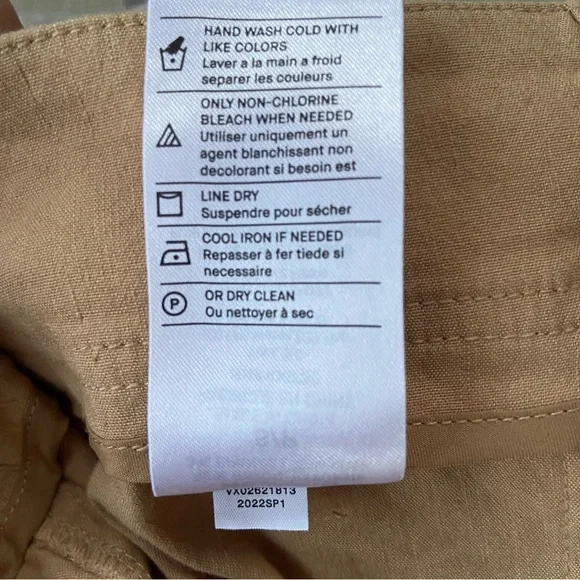 HAND WASH COLD WITH
LIKE COLORS
Laver a la main a froid
separer les couleurs
ONLY NON-CHLORINE
BLEACH WHEN NEEDED
Utiliser uniquement un
agent blanchissant non
decolorant si besoin est
LINE DRY
Suspendre pour sécher
COOL IRON IF NEEDED
Repasser à fer tiede si
necessaire
P
OR DRY CLEAN
Ou nettoyer à sec
VX02621813
2022SP1